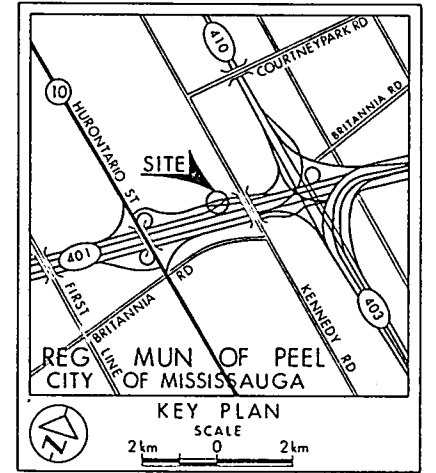 410
COURTNEYPARK RD
10
HURONTARIO ST
BRITANNIA RD
SITE
401
FIRST LINE
BRITANNIA RD
KENNEDY RD
403
REG MUN OF PEEL
CITY OF MISSISSAUGA
KEY PLAN
SCALE
2km 0 2km
N